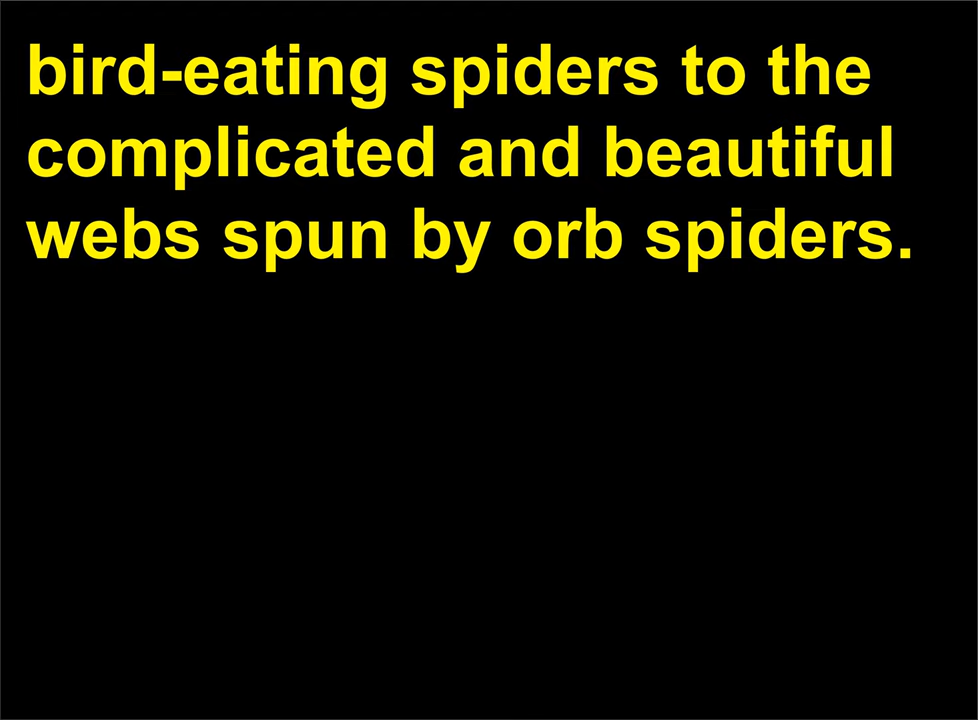 bird-eating spiders to the
complicated and beautiful
webs spun by orb spiders.